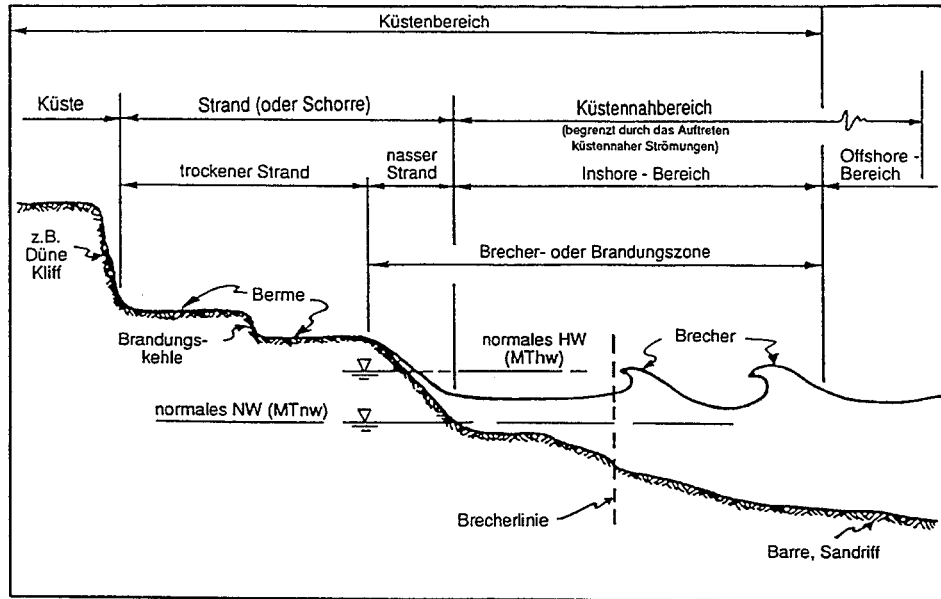 Küstenbereich
Küste
Strand (oder Schorre)
Küstennahbereich
(begrenzt durch das Auftreten
küstennaher Strömungen)
trockener Strand
nasser
Strand
Inshore - Bereich
Offshore -
Bereich
z.B.
Düne
Kliff
Brecher- oder Brandungszone
Berme
Brandungs-
kehle
normales HW
(MThw)
Brecher
normales NW (MTnw)
Brecherlinie
Barre, Sandriff